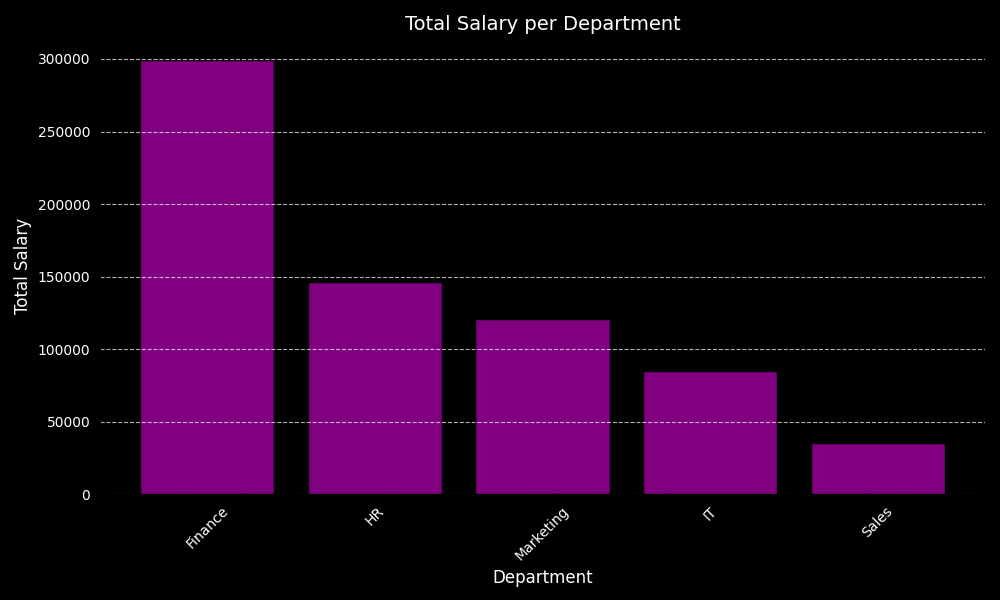 Total Salary per Department
300000
250000
200000
150000
100000
50000
0
Total Salary
Finance
HR
Marketing
IT
Sales
Department